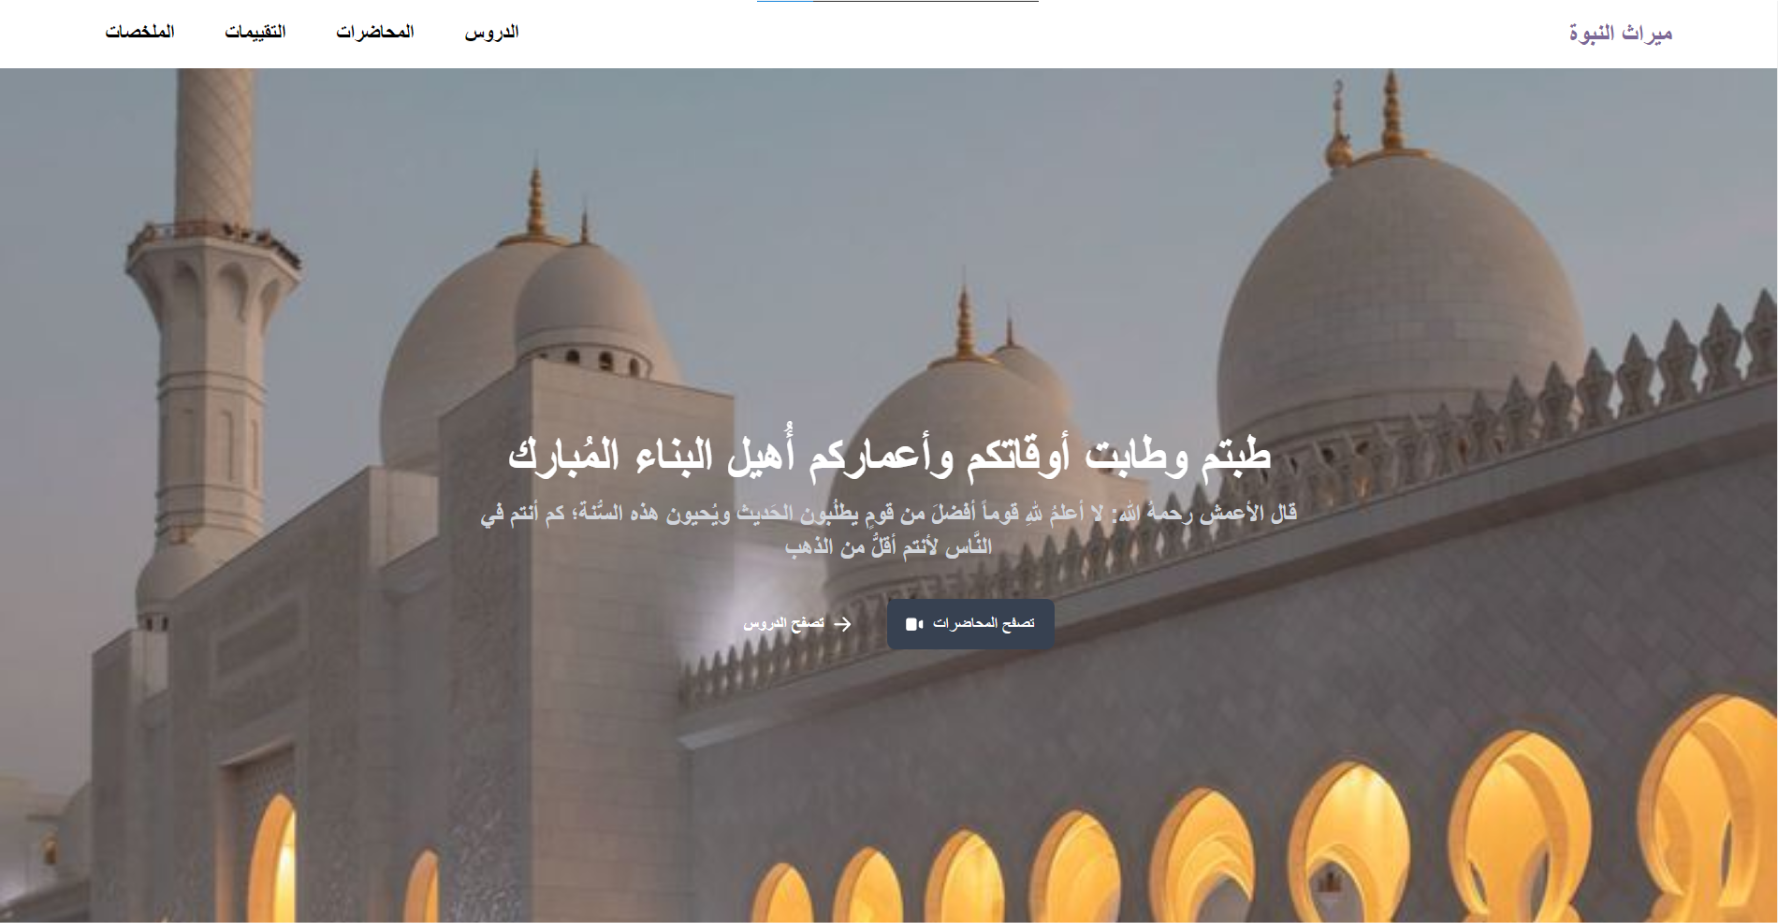 ميراث النبوة
الدروس
المحاضرات
التقييمات
الملخصات
طبتم وطابت أوقاتكم وأعماركم أُهيل البناء المُبارك
قال الأعمش رحمهُ الله: لا أعلمُ للهِ قوماً أفضلَ من قومٍ يطلُبون الحَديث ويُحيون هذه السُّنة؛ كم أنتم في
النَّاس لأنتم أقلُّ من الذهب
تصفح المحاضرات
تصفح الدروس